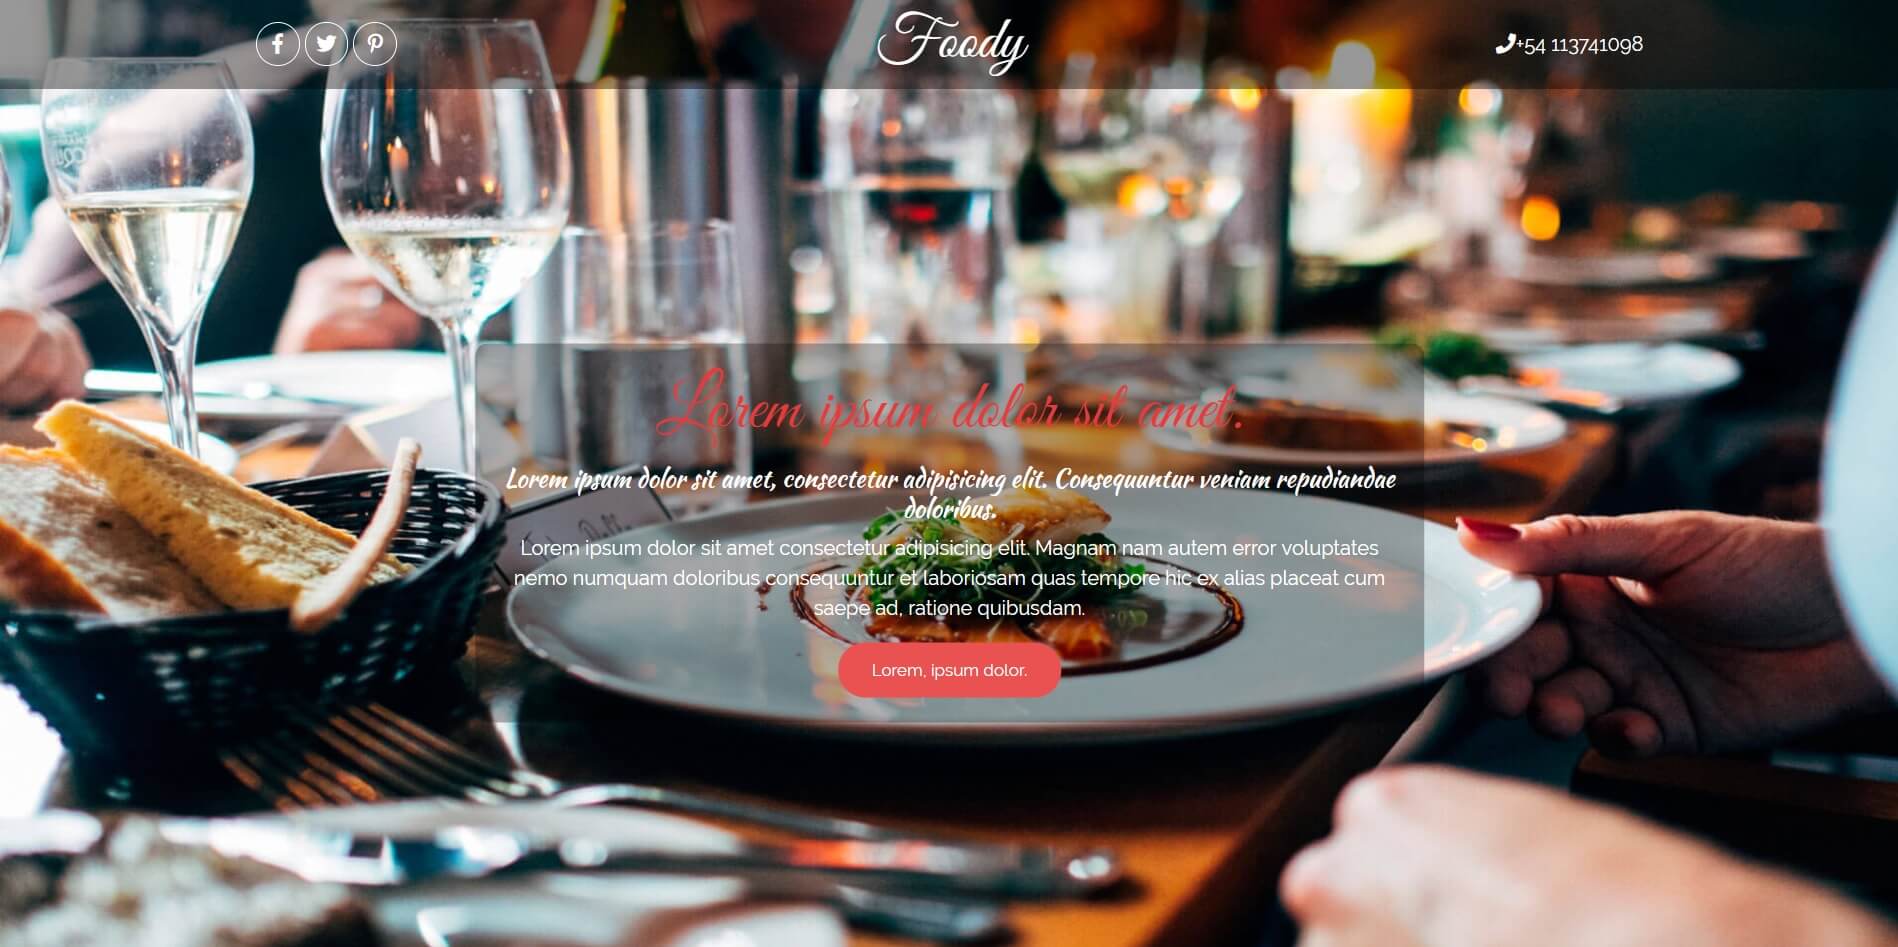 Foody
+54 113741098
Lorem ipsum dolor sit amet.
Lorem ipsum dolor sit amet, consectetur adipisicing elit. Consequuntur veniam repudiandae
doloribus.
Lorem ipsum dolor sit amet consectetur adipisicing elit. Magnam nam autem error voluptates
nemo numquam doloribus consequuntur et laboriosam quas tempore hic ex alias placeat cum
saepe ad, ratione quibusdam.
Lorem, ipsum dolor.